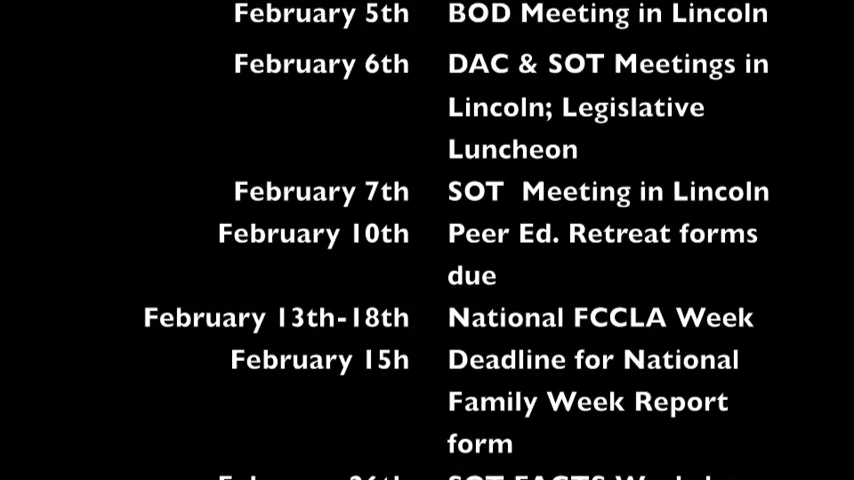 February 5th BOD Meeting in Lincoln
February 6th DAC & SOT Meetings in
Lincoln; Legislative
Luncheon
February 7th SOT Meeting in Lincoln
February 10th Peer Ed. Retreat forms
due
February 13th-18th National FCCLA Week
February 15h Deadline for National
Family Week Report
form